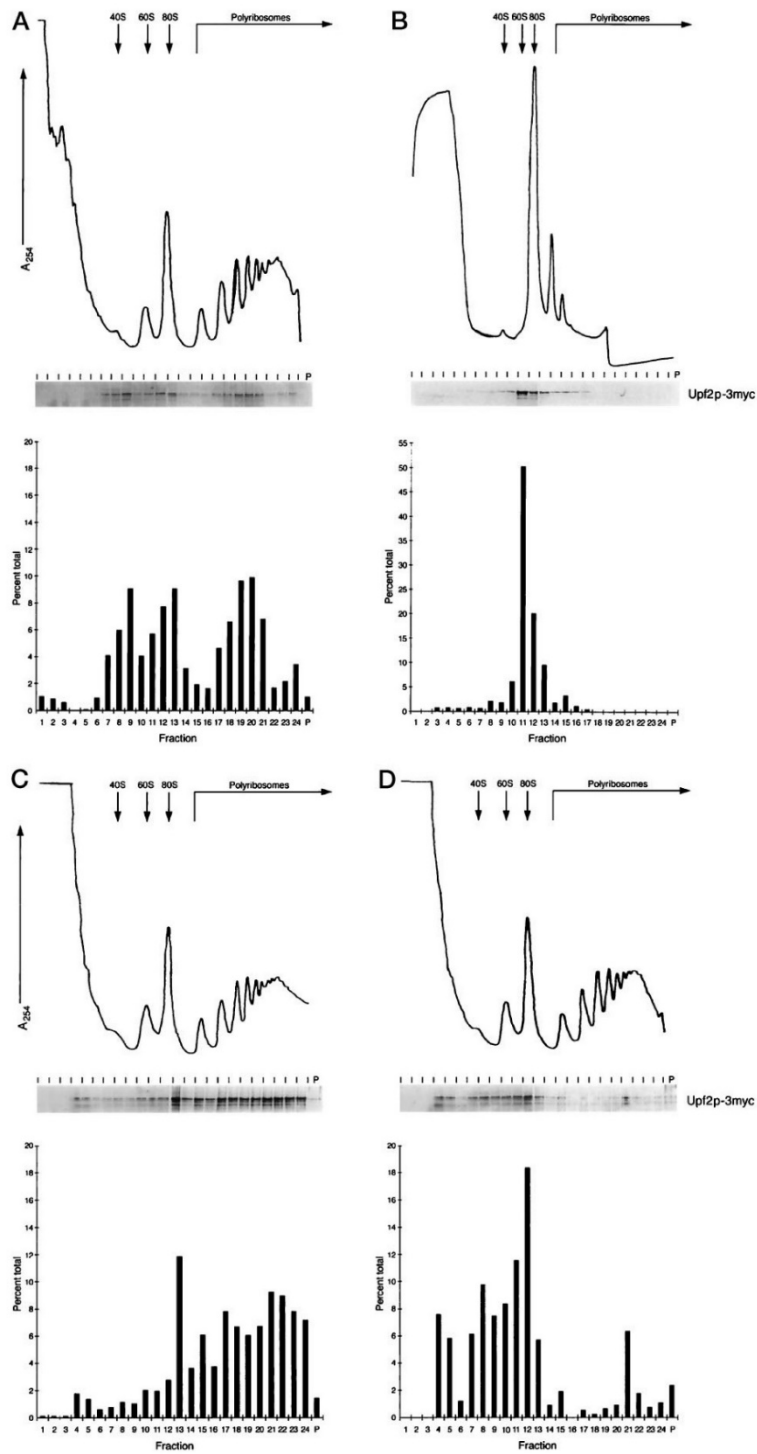 A
40S 60S 80S Polyribosomes
A254
P
20
18
16
14
12
10
8
6
4
2
0
Percent total
1 2 3 4 5 6 7 8 9 10 11 12 13 14 15 16 17 18 19 20 21 22 23 24 P
Fraction
B
40S 60S 80S Polyribosomes
P
Upf2p-3myc
55
50
45
40
35
30
25
20
15
10
5
0
Percent total
1 2 3 4 5 6 7 8 9 10 11 12 13 14 15 16 17 18 19 20 21 22 23 24 P
Fraction
C
40S 60S 80S Polyribosomes
A254
P
20
18
16
14
12
10
8
6
4
2
0
Percent total
1 2 3 4 5 6 7 8 9 10 11 12 13 14 15 16 17 18 19 20 21 22 23 24 P
Fraction
D
40S 60S 80S Polyribosomes
P
Upf2p-3myc
20
18
16
14
12
10
8
6
4
2
0
Percent total
1 2 3 4 5 6 7 8 9 10 11 12 13 14 15 16 17 18 19 20 21 22 23 24 P
Fraction